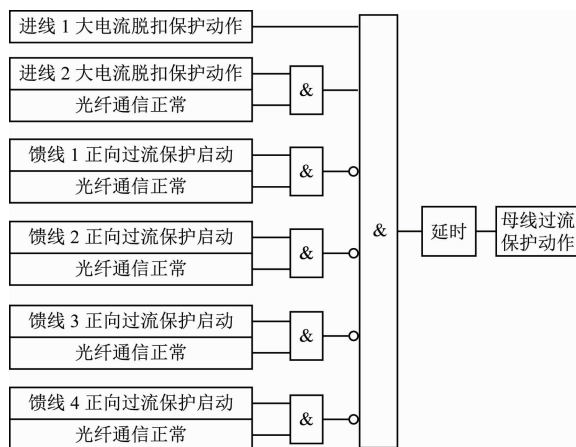 进线 1 大电流脱扣保护动作
进线 2 大电流脱扣保护动作
光纤通信正常
&
馈线 1 正向过流保护启动
光纤通信正常
&
馈线 2 正向过流保护启动
光纤通信正常
&
馈线 3 正向过流保护启动
光纤通信正常
&
馈线 4 正向过流保护启动
光纤通信正常
&
&
延时
母线过流
保护动作